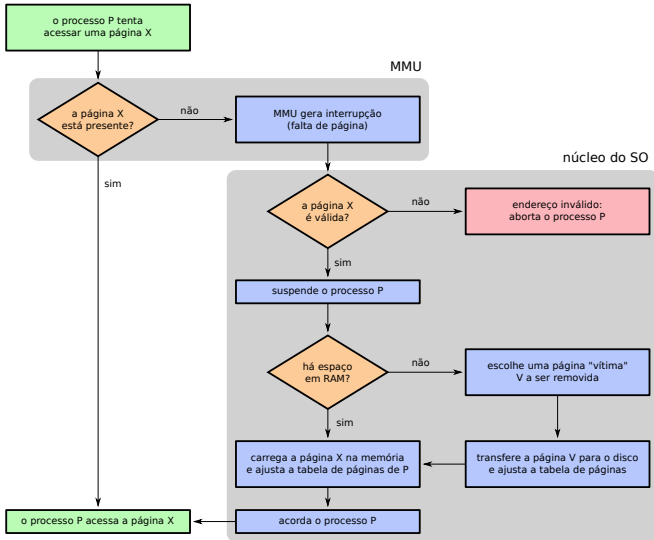 o processo P tenta
acessar uma página X
MMU
a página X
está presente?
não
MMU gera interrupção
(falta de página)
sim
núcleo do SO
a página X
é válida?
não
endereço inválido:
aborta o processo P
sim
suspende o processo P
há espaço
em RAM?
não
escolhe uma página "vítima"
V a ser removida
sim
carrega a página X na memória
e ajusta a tabela de páginas de P
transfere a página V para o disco
e ajusta a tabela de páginas
o processo P acessa a página X
acorda o processo P